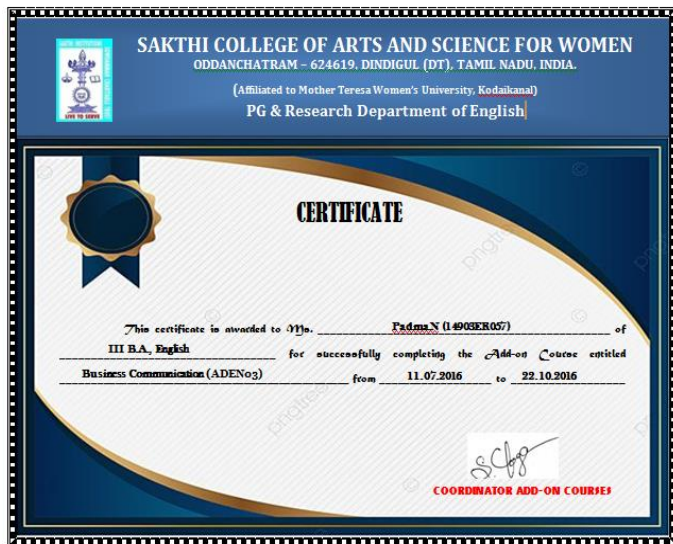 SAKTHI COLLEGE OF ARTS AND SCIENCE FOR WOMEN
ODDANCHATRAM – 624619, DINDIGUL (DT), TAMIL NADU, INDIA.
(Affiliated to Mother Teresa Women's University, Kodaikanal)
PG & Research Department of English
LIVE TO SERVE
CERTIFICATE
This certificate is awarded to Ms. Padma.N (14903ER057) of
III B.A., English for successfully completing the Add-on Course entitled
Business Communication (ADEN03) from 11.07.2016 to 22.10.2016
COORDINATOR ADD-ON COURSES
pngtree